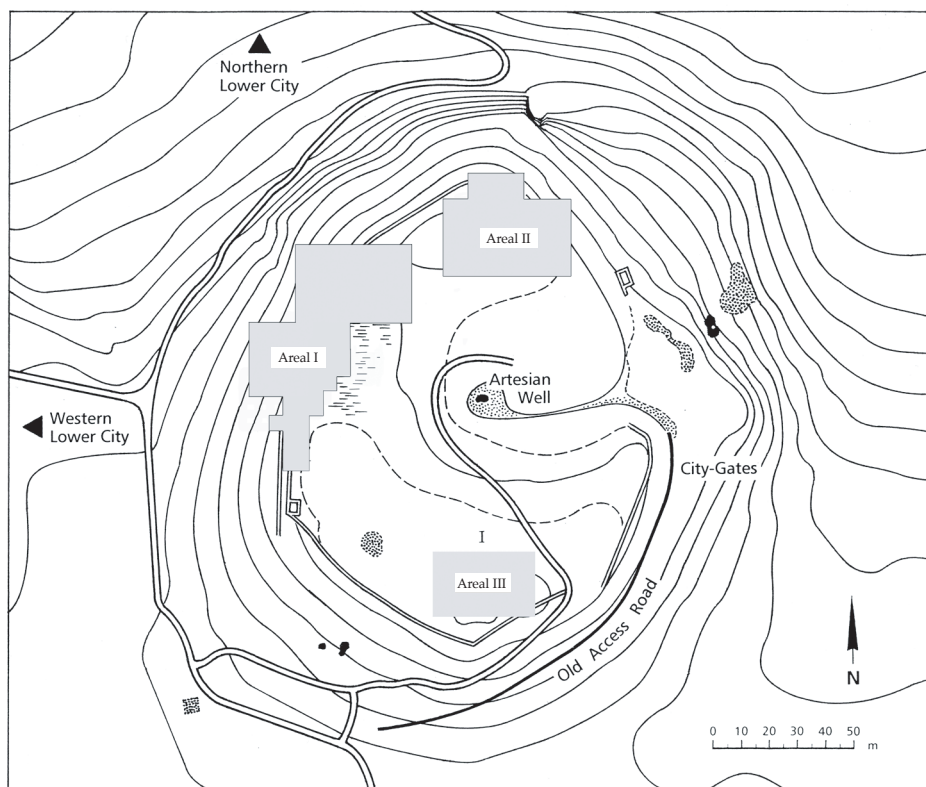 Northern
Lower City
Areal II
Areal I
Artesian
Well
Western
Lower City
City-Gates
I
Areal III
Old Access Road
N
0 10 20 30 40 50
m